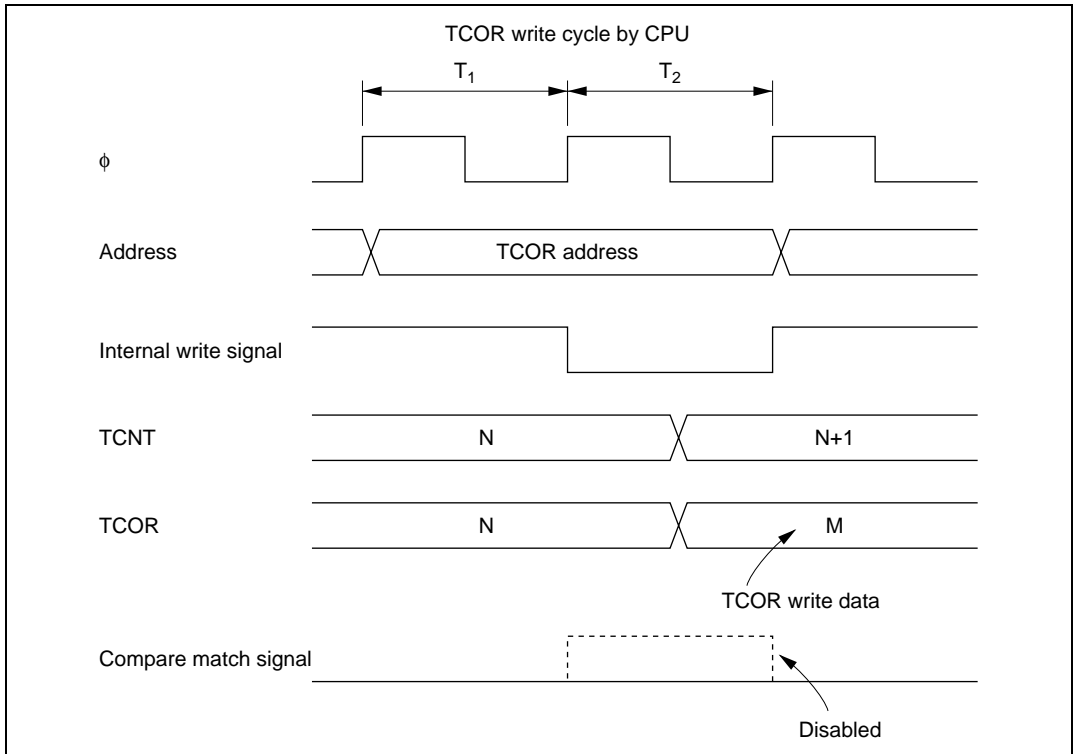 TCOR write cycle by CPU
T₁ T₂
ϕ
Address TCOR address
Internal write signal
TCNT N N+1
TCOR N M
TCOR write data
Compare match signal
Disabled